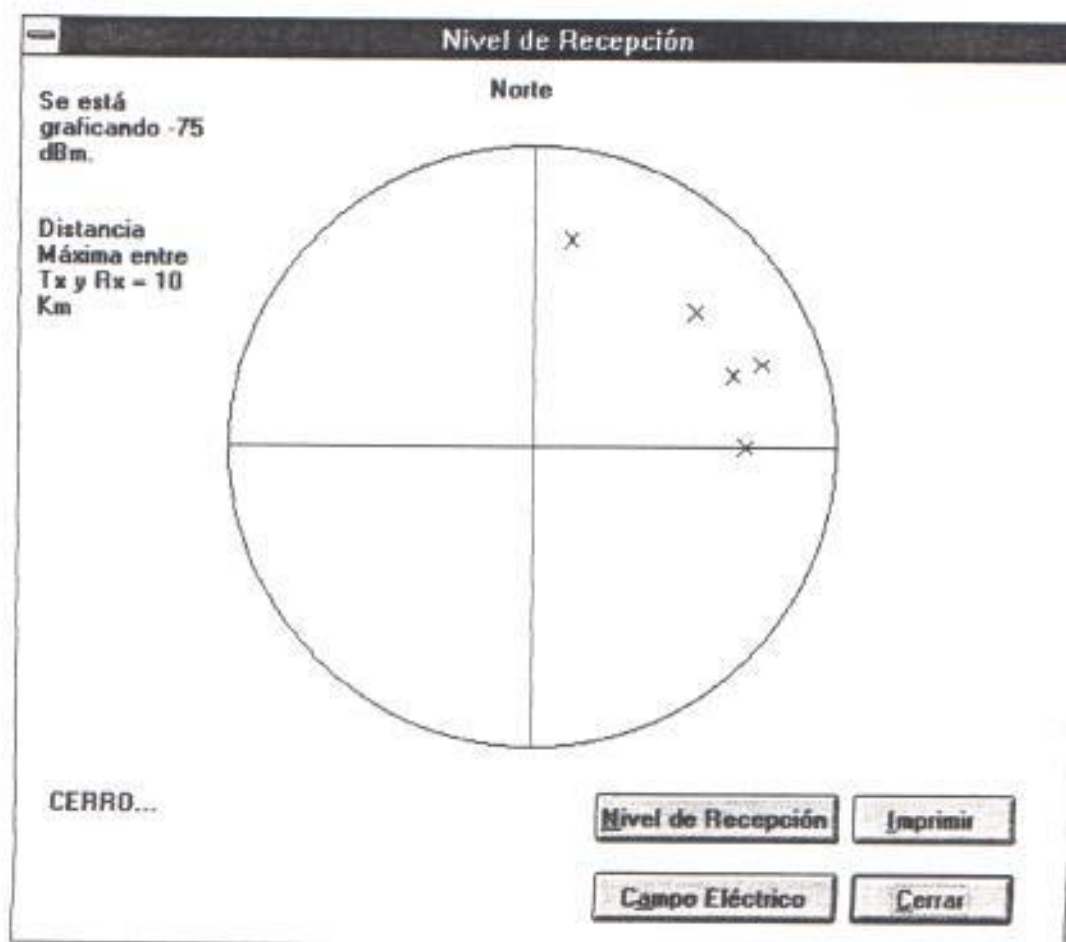 Nivel de Recepción
Norte
Se está
graficando -75
dBm.
Distancia
Máxima entre
Tx y Rx = 10
Km
CERRO...
Nivel de Recepción
Imprimir
Campo Eléctrico
Cerrar